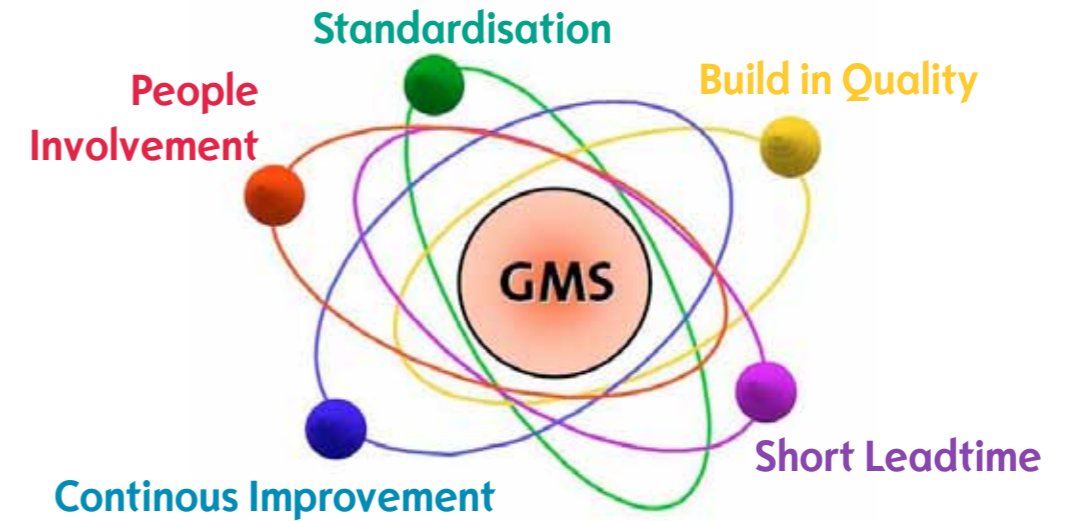 Standardisation
People
Involvement
Build in Quality
GMS
Short Leadtime
Continous Improvement